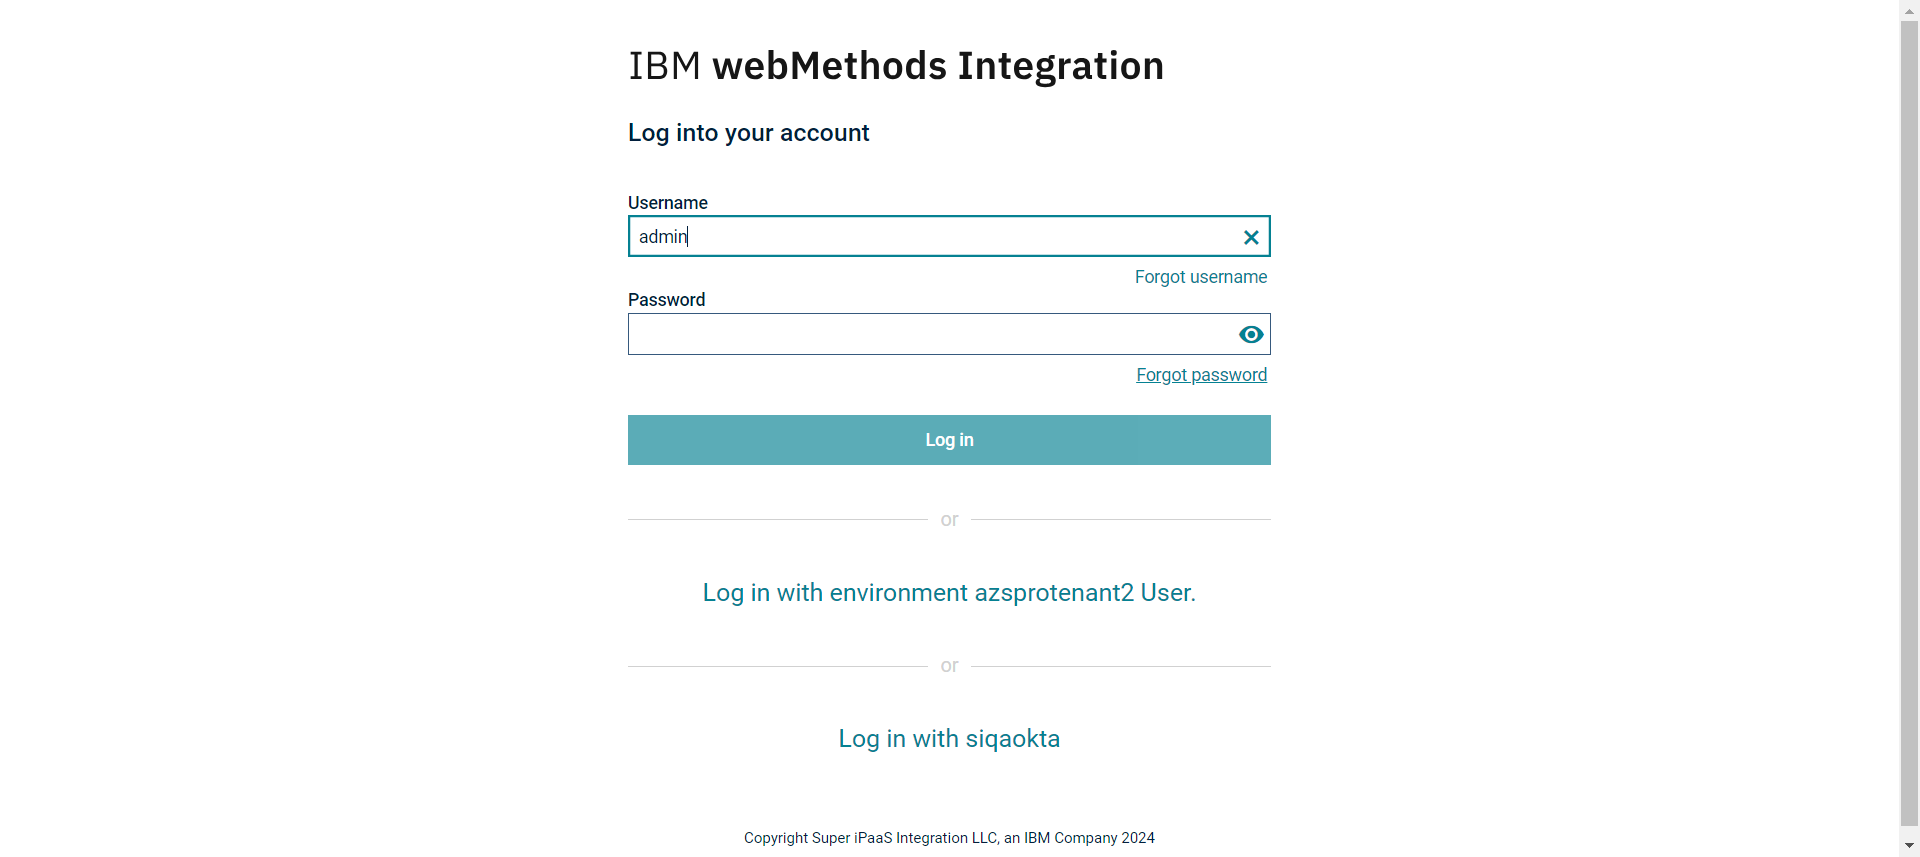 IBM webMethods Integration
Log into your account
Username
admin
Forgot username
Password
Forgot password
Log in
or
Log in with environment azsprotenant2 User.
or
Log in with siqaokta
Copyright Super iPaaS Integration LLC, an IBM Company 2024